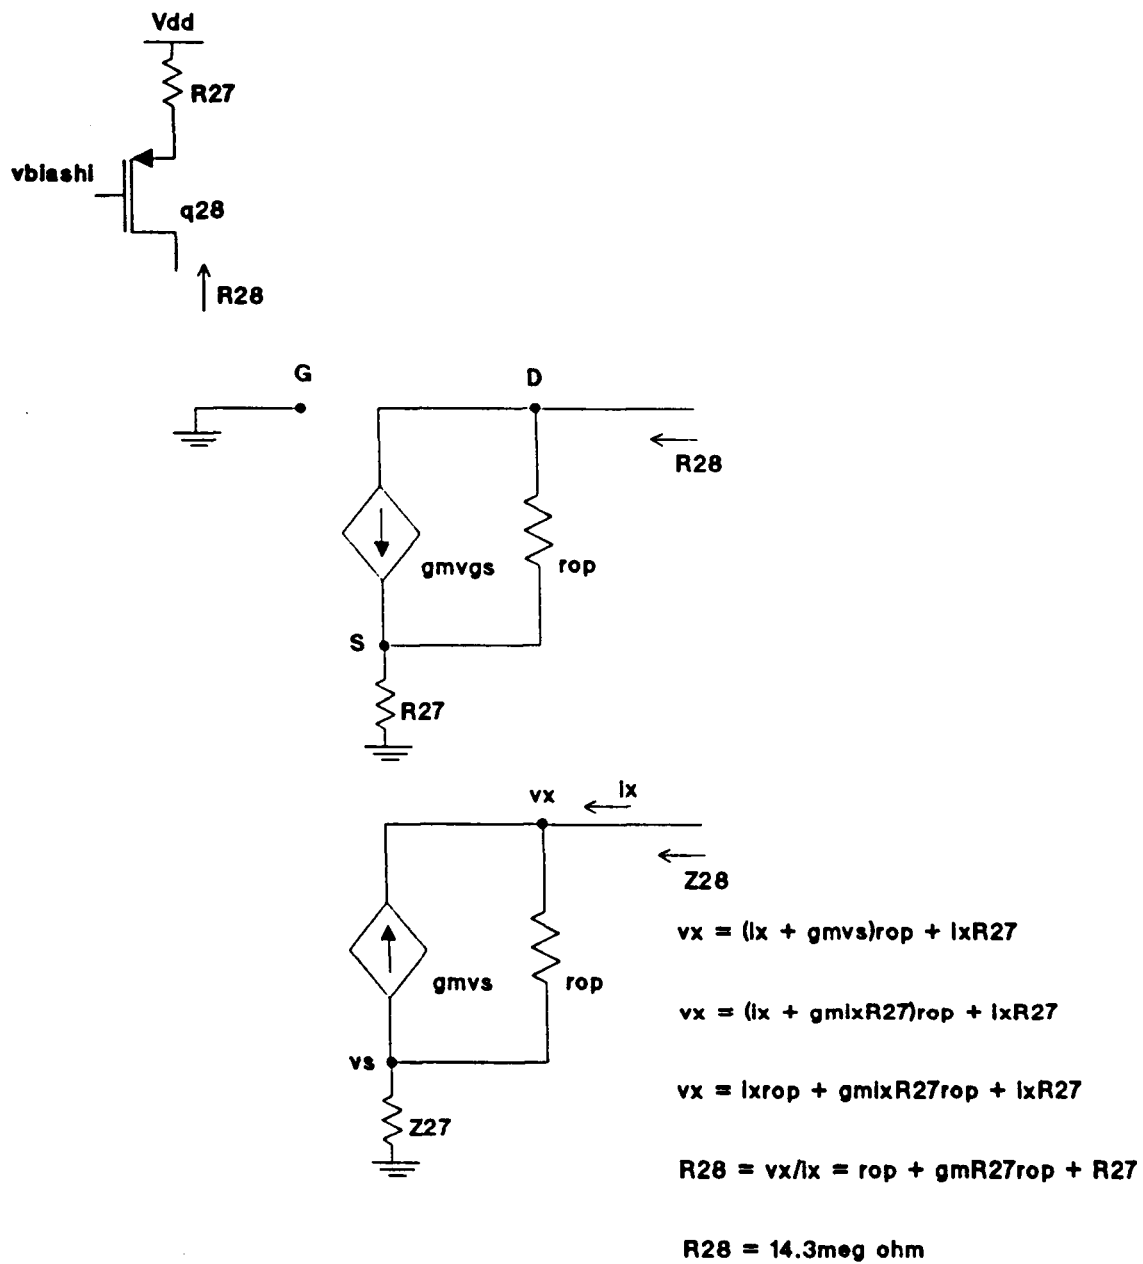 Vdd
R27
vbiashi
q28
R28
G
D
R28
gmvgs
rop
S
R27
vx
ix
Z28
vx = (ix + gmvs)rop + ixR27
gmvs
rop
vx = (ix + gmixR27)rop + ixR27
vs
vx = ixrop + gmixR27rop + ixR27
Z27
R28 = vx/ix = rop + gmR27rop + R27
R28 = 14.3meg ohm